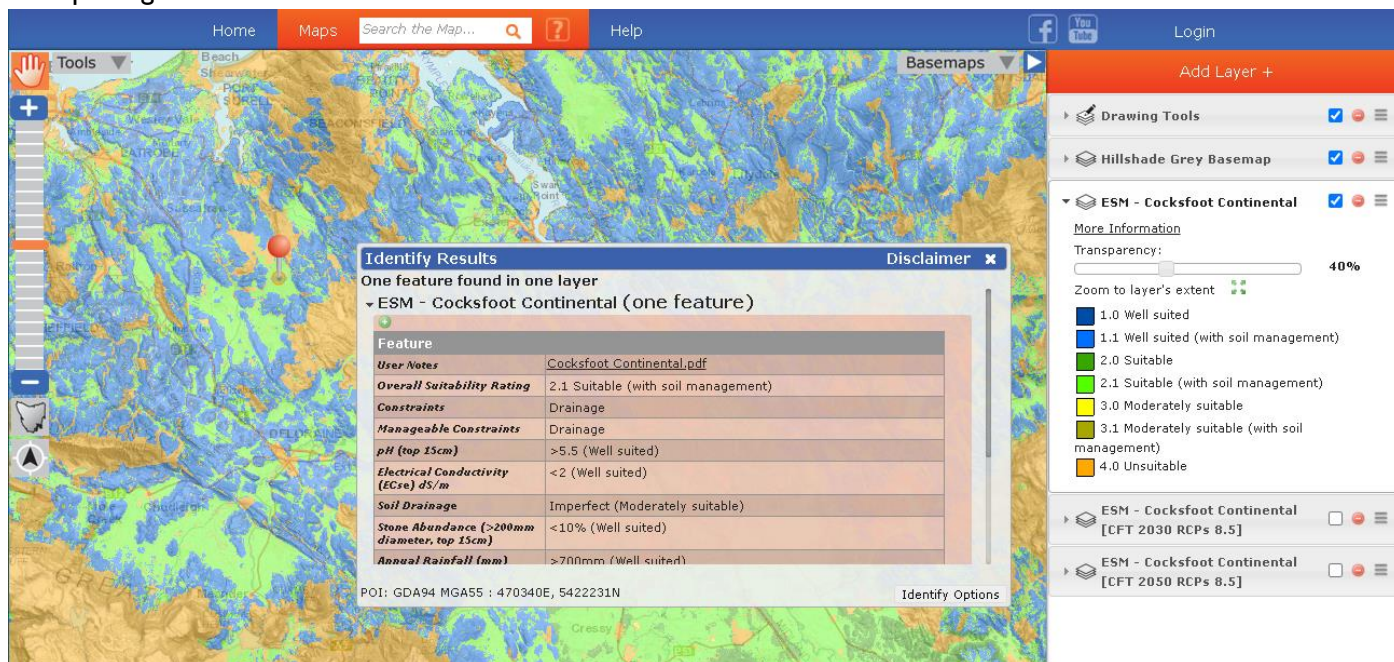 Home
Maps
Search the Map...
?
Help
You
Tube
Login
Tools
Basemaps
Add Layer +
Drawing Tools
Hillshade Grey Basemap
ESM - Cocksfoot Continental
More Information
Transparency:
40%
Zoom to layer's extent
1.0 Well suited
1.1 Well suited (with soil management)
2.0 Suitable
2.1 Suitable (with soil management)
3.0 Moderately suitable
3.1 Moderately suitable (with soil
management)
4.0 Unsuitable
ESM - Cocksfoot Continental
[CFT 2030 RCPs 8.5]
ESM - Cocksfoot Continental
[CFT 2050 RCPs 8.5]
Beach
PORT
SORELL
BEACONSFIELD
Swan
Point
DELORAINE
Chudleigh
Cressy
Identify Results
Disclaimer
One feature found in one layer
ESM - Cocksfoot Continental (one feature)
Feature
User Notes Cocksfoot Continental.pdf
Overall Suitability Rating 2.1 Suitable (with soil management)
Constraints Drainage
Manageable Constraints Drainage
pH (top 15cm) >5.5 (Well suited)
Electrical Conductivity
(ECse) dS/m <2 (Well suited)
Soil Drainage Imperfect (Moderately suitable)
Stone Abundance (>200mm
diameter, top 15cm) <10% (Well suited)
Annual Rainfall (mm) >700mm (Well suited)
POI: GDA94 MGA55 : 470340E, 5422231N
Identify Options